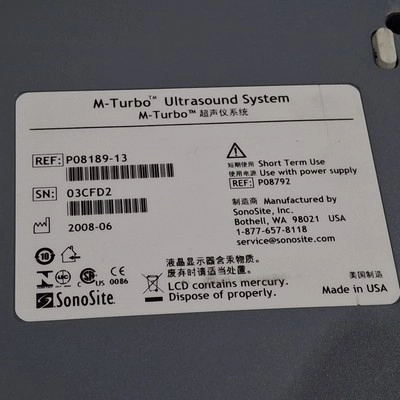 M-Turbo™ Ultrasound System
M-Turbo™ 超声仪系统
REF: P08189-13
SN: 03CFD2
2008-06
短期使用 Short Term Use
使用电源 Use with power supply
REF: P08792
制造商 Manufactured by
SonoSite, Inc.
Bothell, WA 98021 USA
1-877-657-8118
service@sonosite.com
10
US 0086
SonoSite
液晶显示器含汞物质。
废弃时请适当处置。
LCD contains mercury.
Dispose of properly.
美国制造
Made in USA